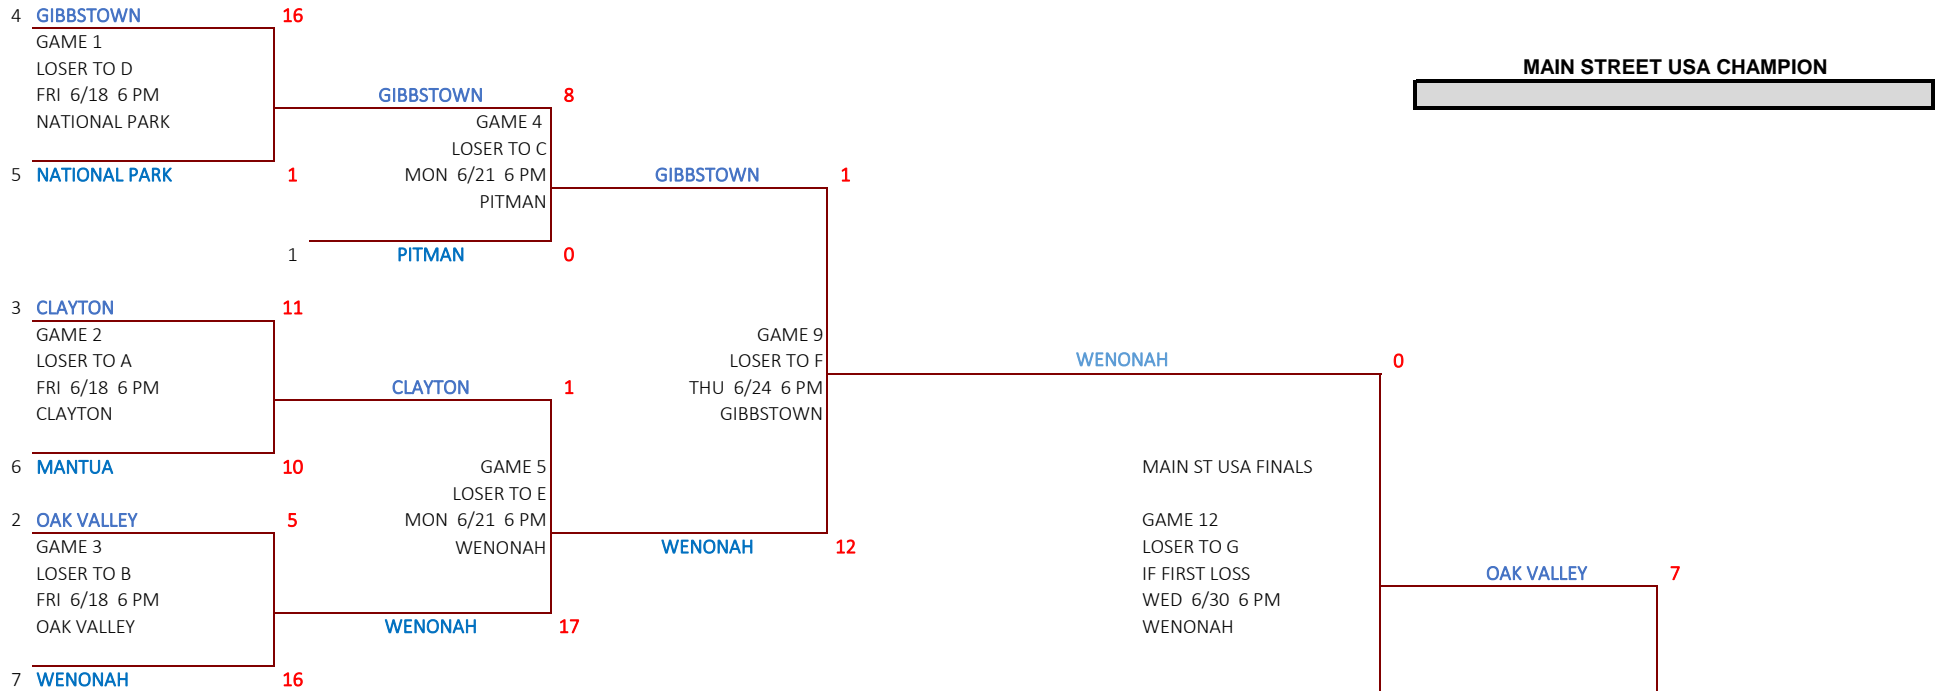 4 GIBBSTOWN 16
GAME 1
LOSER TO D
FRI 6/18 6 PM
NATIONAL PARK
5 NATIONAL PARK 1
GIBBSTOWN 8
GAME 4
LOSER TO C
MON 6/21 6 PM
PITMAN
1 PITMAN 0
3 CLAYTON 11
GAME 2
LOSER TO A
FRI 6/18 6 PM
CLAYTON
6 MANTUA 10
2 OAK VALLEY 5
GAME 3
LOSER TO B
FRI 6/18 6 PM
OAK VALLEY
7 WENONAH 16
CLAYTON 1
GAME 5
LOSER TO E
MON 6/21 6 PM
WENONAH
WENONAH 17
GIBBSTOWN 1
GAME 9
LOSER TO F
THU 6/24 6 PM
GIBBSTOWN
WENONAH 12
WENONAH 0
MAIN ST USA FINALS
GAME 12
LOSER TO G
IF FIRST LOSS
WED 6/30 6 PM
WENONAH
OAK VALLEY 7
MAIN STREET USA CHAMPION